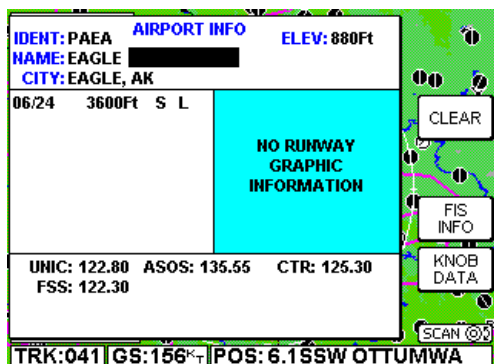 AIRPORT INFO
IDENT: PAEA ELEV: 880Ft
NAME: EAGLE
CITY: EAGLE, AK
06/24 3600Ft S L
NO RUNWAY
GRAPHIC
INFORMATION
UNIC: 122.80 ASOS: 135.55 CTR: 125.30
FSS: 122.30
CLEAR
FIS
INFO
KNOB
DATA
SCAN
TRK:041 GS:156KT POS: 6.1SSW OTTUMWA